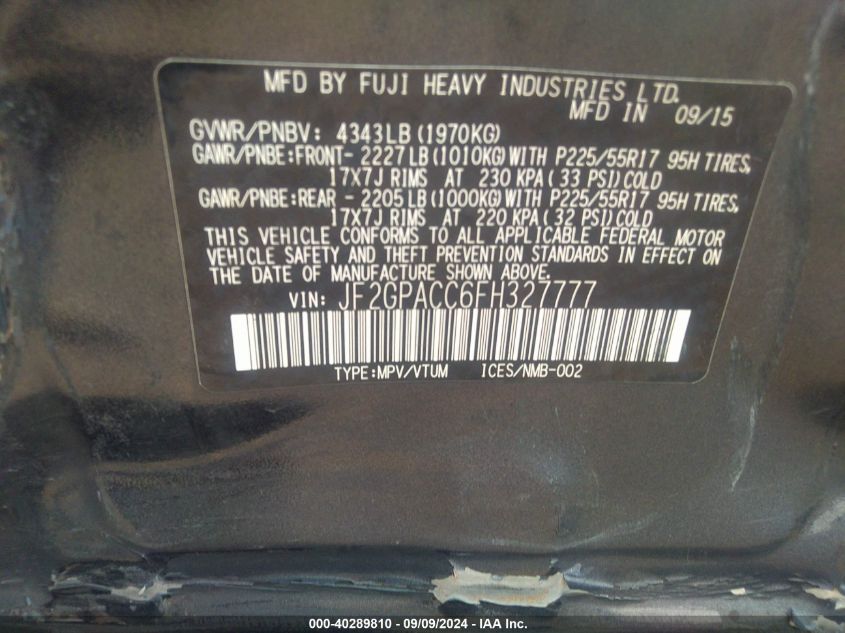 MFD BY FUJI HEAVY INDUSTRIES LTD.
MFD IN 09/15
GVWR/PNBV: 4343LB (1970KG)
GAWR/PNBE:FRONT- 2227LB(1010KG)WITH P225/55R17 95H TIRES,
17X7J RIMS AT 230 KPA(33 PSI)COLD
GAWR/PNBE:REAR - 2205LB(1000KG)WITH P225/55R17 95H TIRES,
17X7J RIMS AT 220 KPA(32 PSI)COLD
THIS VEHICLE CONFORMS TO ALL APPLICABLE FEDERAL MOTOR
VEHICLE SAFETY AND THEFT PREVENTION STANDARDS IN EFFECT ON
THE DATE OF MANUFACTURE SHOWN ABOVE.
VIN: JF2GPACC6FH327777
TYPE:MPV/VTUM ICES/NMB-002
000-40289810 - 09/09/2024 - IAA Inc.